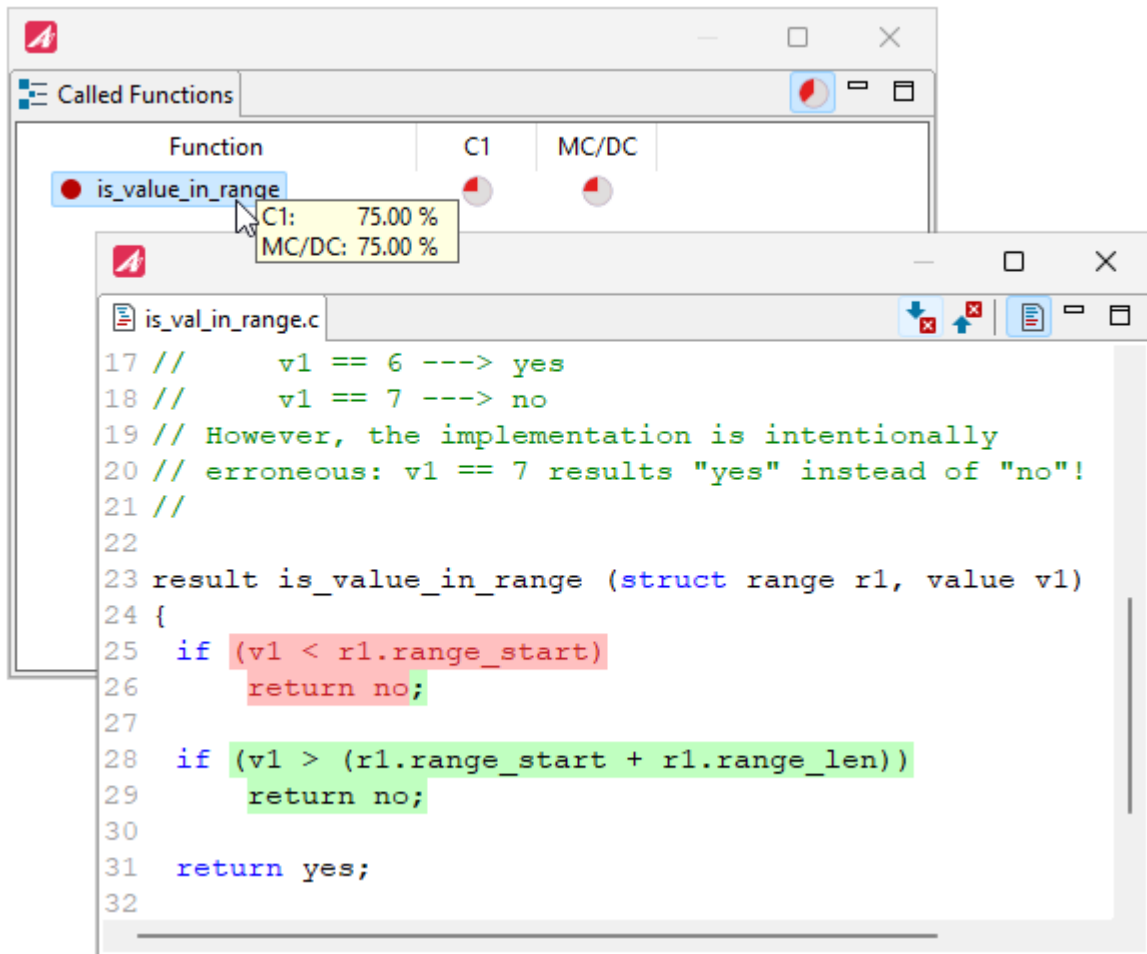 Called Functions
Function C1 MC/DC
is_value_in_range
C1: 75.00 %
MC/DC: 75.00 %
is_val_in_range.c
17 //     v1 == 6 ---> yes
18 //     v1 == 7 ---> no
19 // However, the implementation is intentionally
20 // erroneous: v1 == 7 results "yes" instead of "no"!
21 //
22
23 result is_value_in_range (struct range r1, value v1)
24 {
25  if (v1 < r1.range_start)
26      return no;
27
28  if (v1 > (r1.range_start + r1.range_len))
29      return no;
30
31  return yes;
32